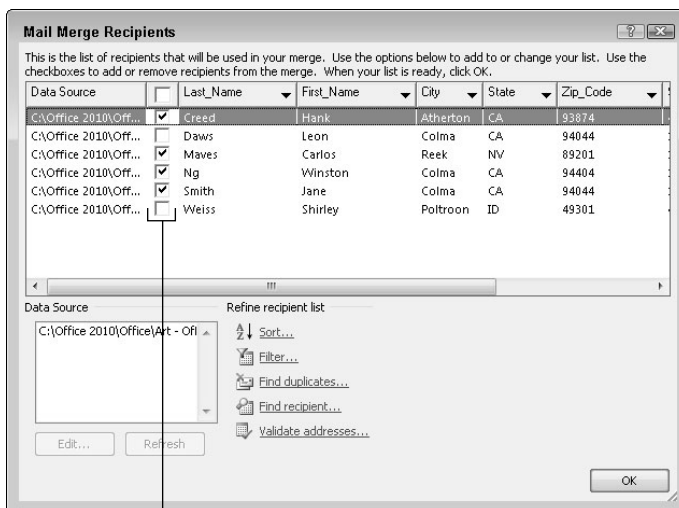 Mail Merge Recipients
This is the list of recipients that will be used in your merge. Use the options below to add to or change your list. Use the
checkboxes to add or remove recipients from the merge. When your list is ready, click OK.
Data Source Last_Name First_Name City State Zip_Code
C:\Office 2010\Off... Creed Hank Atherton CA 93874
C:\Office 2010\Off... Daws Leon Colma CA 94044
C:\Office 2010\Off... Maves Carlos Reek NV 89201
C:\Office 2010\Off... Ng Winston Colma CA 94404
C:\Office 2010\Off... Smith Jane Colma CA 94044
C:\Office 2010\Off... Weiss Shirley Poltroon ID 49301
Data Source Refine recipient list
C:\Office 2010\Office\Art - Off
Sort...
Filter...
Find duplicates...
Find recipient...
Validate addresses...
Edit... Refresh
OK